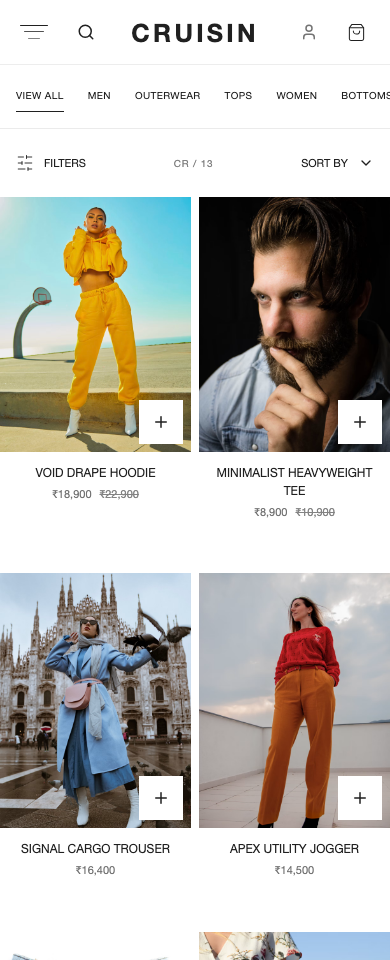 CRUISIN
VIEW ALL MEN OUTERWEAR TOPS WOMEN BOTTOMS
FILTERS CR / 13 SORT BY
VOID DRAPE HOODIE
₹18,900 ₹22,900
MINIMALIST HEAVYWEIGHT
TEE
₹8,900 ₹10,900
SIGNAL CARGO TROUSER
₹16,400
APEX UTILITY JOGGER
₹14,500